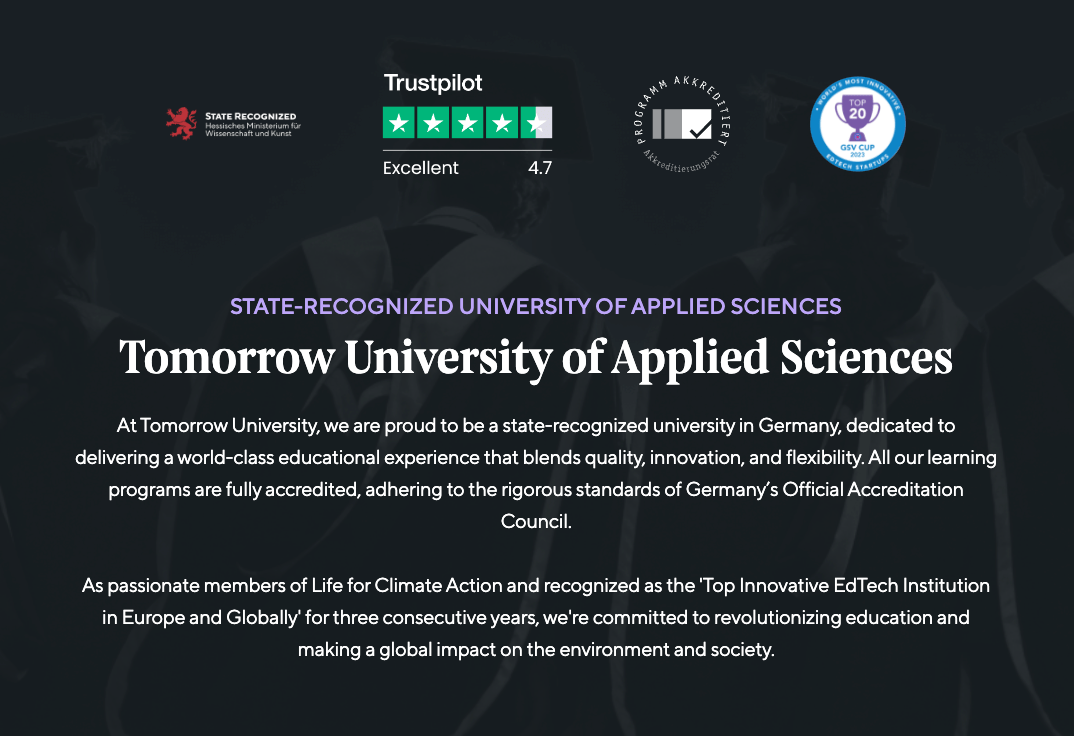 STATE RECOGNIZED
Hessisches Ministerium für
Wissenschaft und Kunst
Trustpilot
Excellent 4.7
PROGRAMM AKKREDITIERT
Akkreditierungsrat
WORLD'S MOST INNOVATIVE
TOP
20
GSV CUP
2023
EDTECH STARTUPS
STATE-RECOGNIZED UNIVERSITY OF APPLIED SCIENCES
Tomorrow University of Applied Sciences
At Tomorrow University, we are proud to be a state-recognized university in Germany, dedicated to
delivering a world-class educational experience that blends quality, innovation, and flexibility. All our learning
programs are fully accredited, adhering to the rigorous standards of Germany’s Official Accreditation
Council.
As passionate members of Life for Climate Action and recognized as the 'Top Innovative EdTech Institution
in Europe and Globally' for three consecutive years, we're committed to revolutionizing education and
making a global impact on the environment and society.